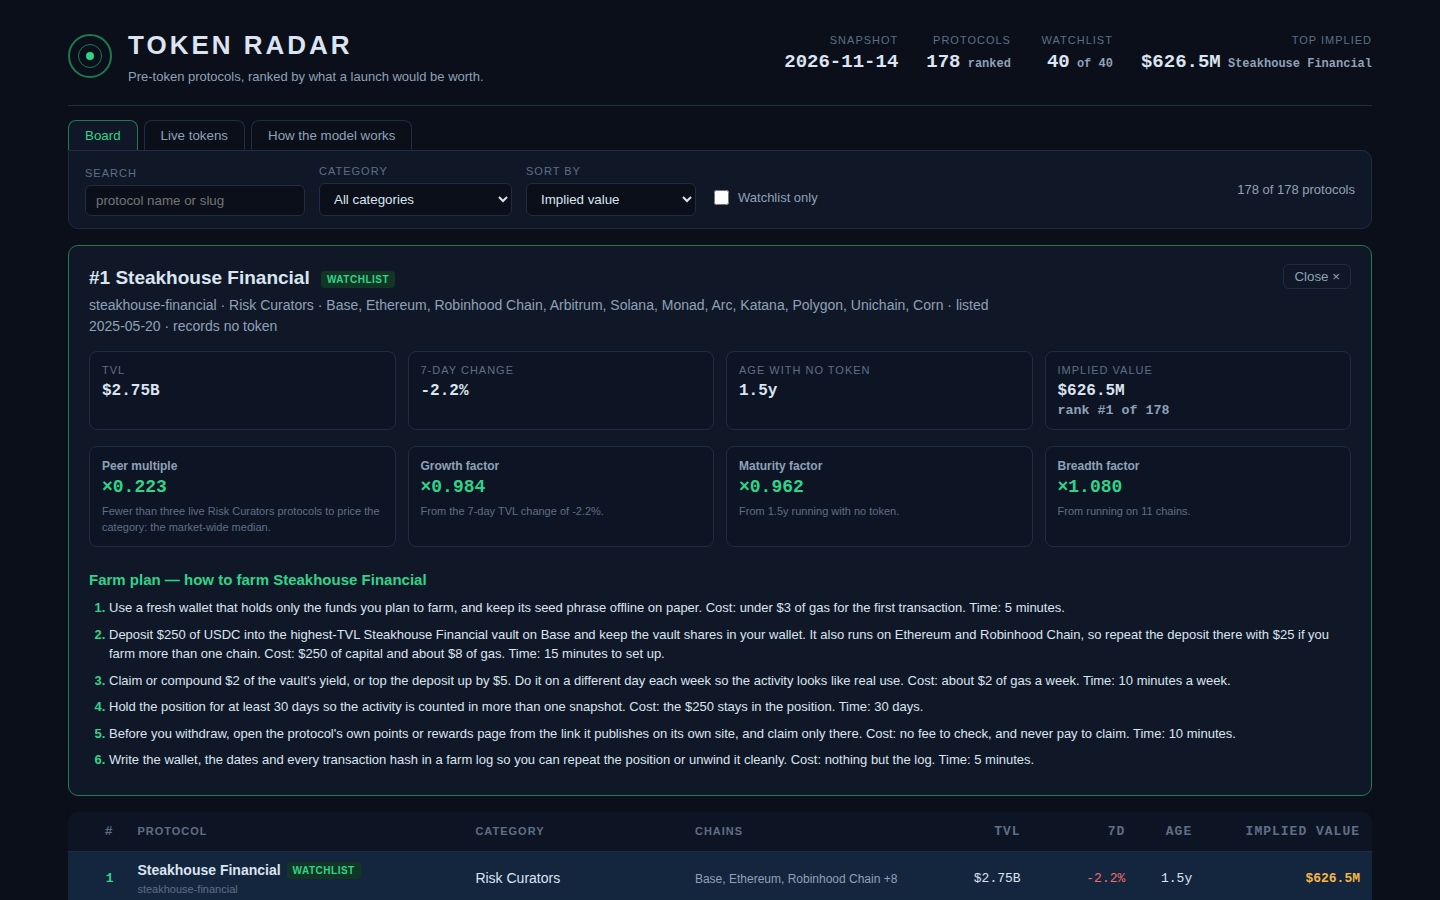 TOKEN RADAR
Pre-token protocols, ranked by what a launch would be worth.
SNAPSHOT
2026-11-14
PROTOCOLS
178 ranked
WATCHLIST
40 of 40
TOP IMPLIED
$626.5M Steakhouse Financial
Board
Live tokens
How the model works
SEARCH
protocol name or slug
CATEGORY
All categories
SORT BY
Implied value
Watchlist only
178 of 178 protocols
#1 Steakhouse Financial WATCHLIST
Close ×
steakhouse-financial · Risk Curators · Base, Ethereum, Robinhood Chain, Arbitrum, Solana, Monad, Arc, Katana, Polygon, Unichain, Corn · listed
2025-05-20 · records no token
TVL
$2.75B
7-DAY CHANGE
-2.2%
AGE WITH NO TOKEN
1.5y
IMPLIED VALUE
$626.5M
rank #1 of 178
Peer multiple
×0.223
Fewer than three live Risk Curators protocols to price the
category: the market-wide median.
Growth factor
×0.984
From the 7-day TVL change of -2.2%.
Maturity factor
×0.962
From 1.5y running with no token.
Breadth factor
×1.080
From running on 11 chains.
Farm plan — how to farm Steakhouse Financial
1. Use a fresh wallet that holds only the funds you plan to farm, and keep its seed phrase offline on paper. Cost: under $3 of gas for the first transaction. Time: 5 minutes.
2. Deposit $250 of USDC into the highest-TVL Steakhouse Financial vault on Base and keep the vault shares in your wallet. It also runs on Ethereum and Robinhood Chain, so repeat the deposit there with $25 if you
farm more than one chain. Cost: $250 of capital and about $8 of gas. Time: 15 minutes to set up.
3. Claim or compound $2 of the vault's yield, or top the deposit up by $5. Do it on a different day each week so the activity looks like real use. Cost: about $2 of gas a week. Time: 10 minutes a week.
4. Hold the position for at least 30 days so the activity is counted in more than one snapshot. Cost: the $250 stays in the position. Time: 30 days.
5. Before you withdraw, open the protocol's own points or rewards page from the link it publishes on its own site, and claim only there. Cost: no fee to check, and never pay to claim. Time: 10 minutes.
6. Write the wallet, the dates and every transaction hash in a farm log so you can repeat the position or unwind it cleanly. Cost: nothing but the log. Time: 5 minutes.
# PROTOCOL CATEGORY CHAINS TVL 7D AGE IMPLIED VALUE
1 Steakhouse Financial WATCHLIST Risk Curators Base, Ethereum, Robinhood Chain +8 $2.75B -2.2% 1.5y $626.5M
steakhouse-financial